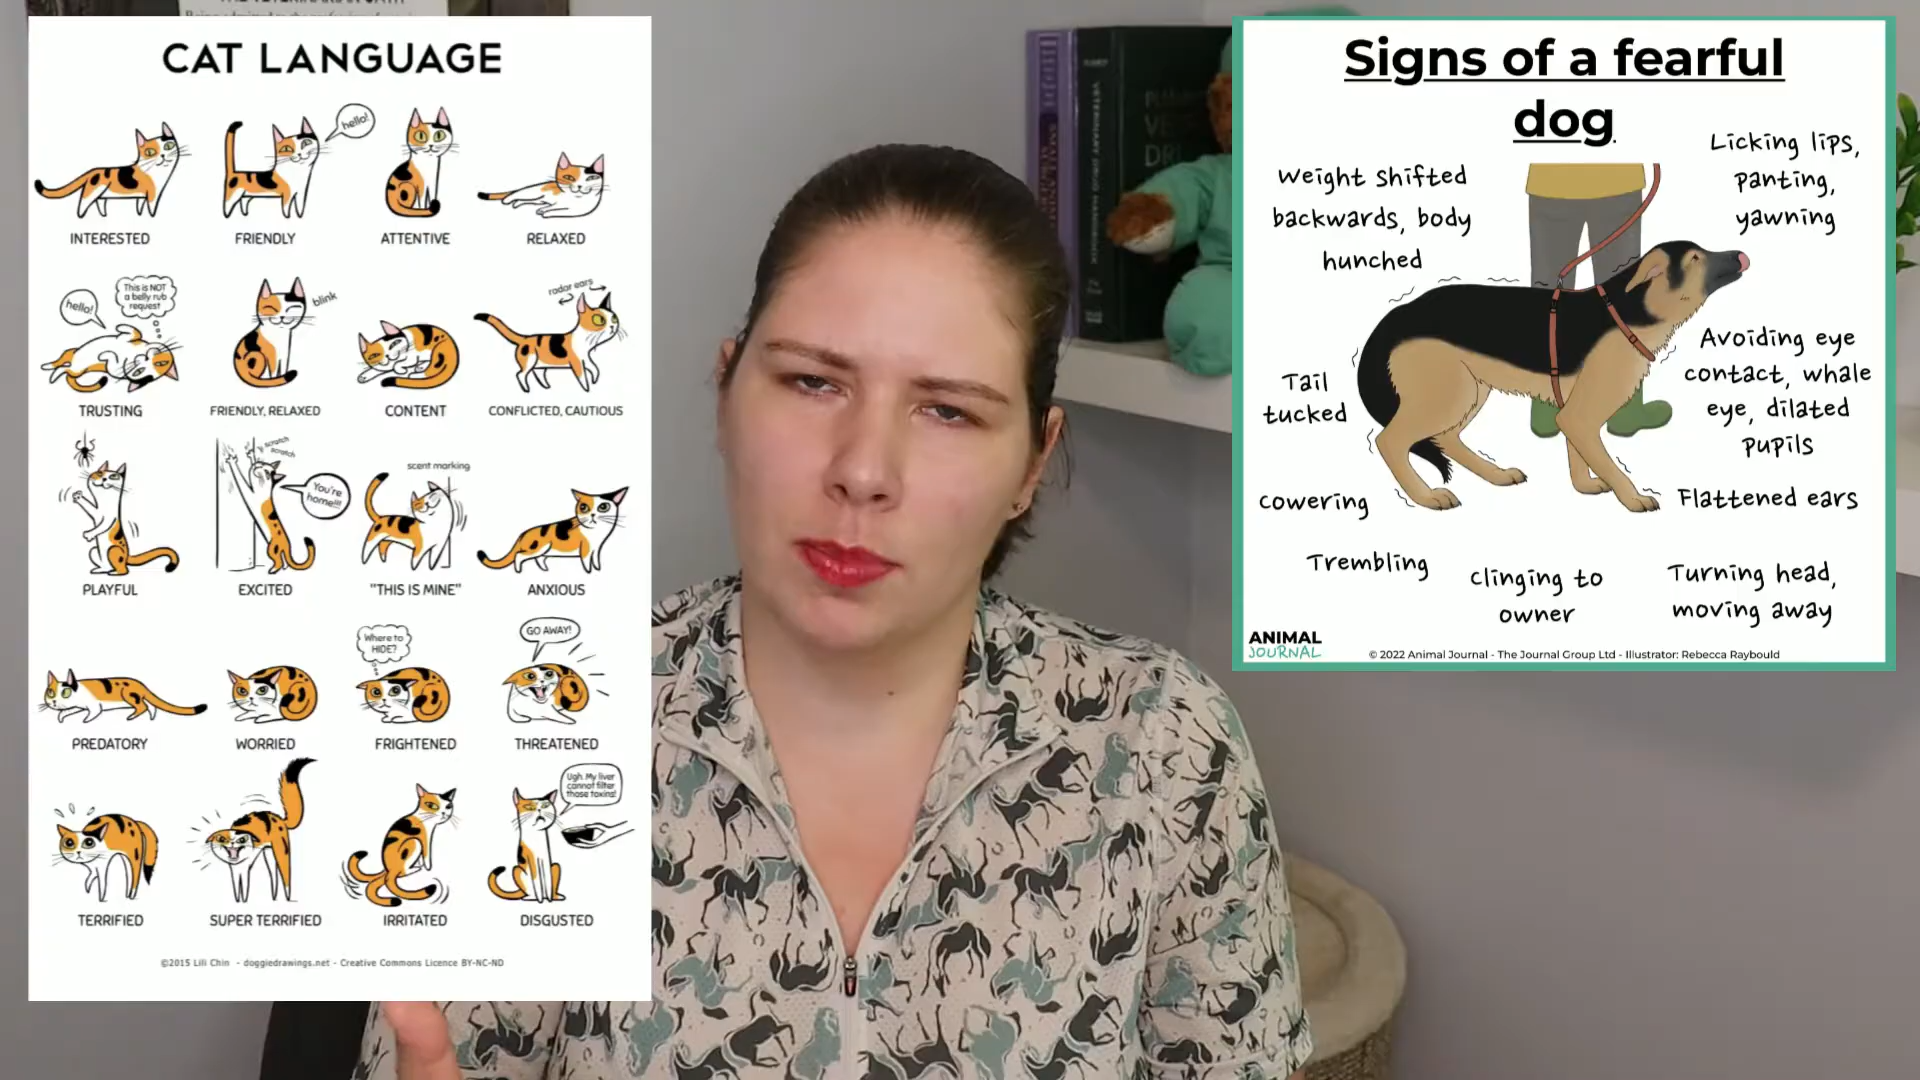 THE VETERINARIAN OATH
CAT LANGUAGE
hello!
INTERESTED
FRIENDLY
ATTENTIVE
RELAXED
hello!
This is NOT
a belly rub
request
blink
radar ears
TRUSTING
FRIENDLY, RELAXED
CONTENT
CONFLICTED, CAUTIOUS
scratch
scratch
You're
home!!!
scent marking
PLAYFUL
EXCITED
"THIS IS MINE"
ANXIOUS
Where to
HIDE?
GO AWAY!
PREDATORY
WORRIED
FRIGHTENED
THREATENED
Ugh. My liver
cannot filter
those toxins!
TERRIFIED
SUPER TERRIFIED
IRRITATED
DISGUSTED
©2015 Lili Chin - doggiedrawings.net - Creative Commons Licence BY-NC-ND
Signs of a fearful
dog
Weight shifted
backwards, body
hunched
Licking lips,
panting,
yawning
Tail
tucked
Avoiding eye
contact, whale
eye, dilated
pupils
Cowering
Flattened ears
Trembling
Clinging to
owner
Turning head,
moving away
ANIMAL
JOURNAL
© 2022 Animal Journal - The Journal Group Ltd - Illustrator: Rebecca Raybould